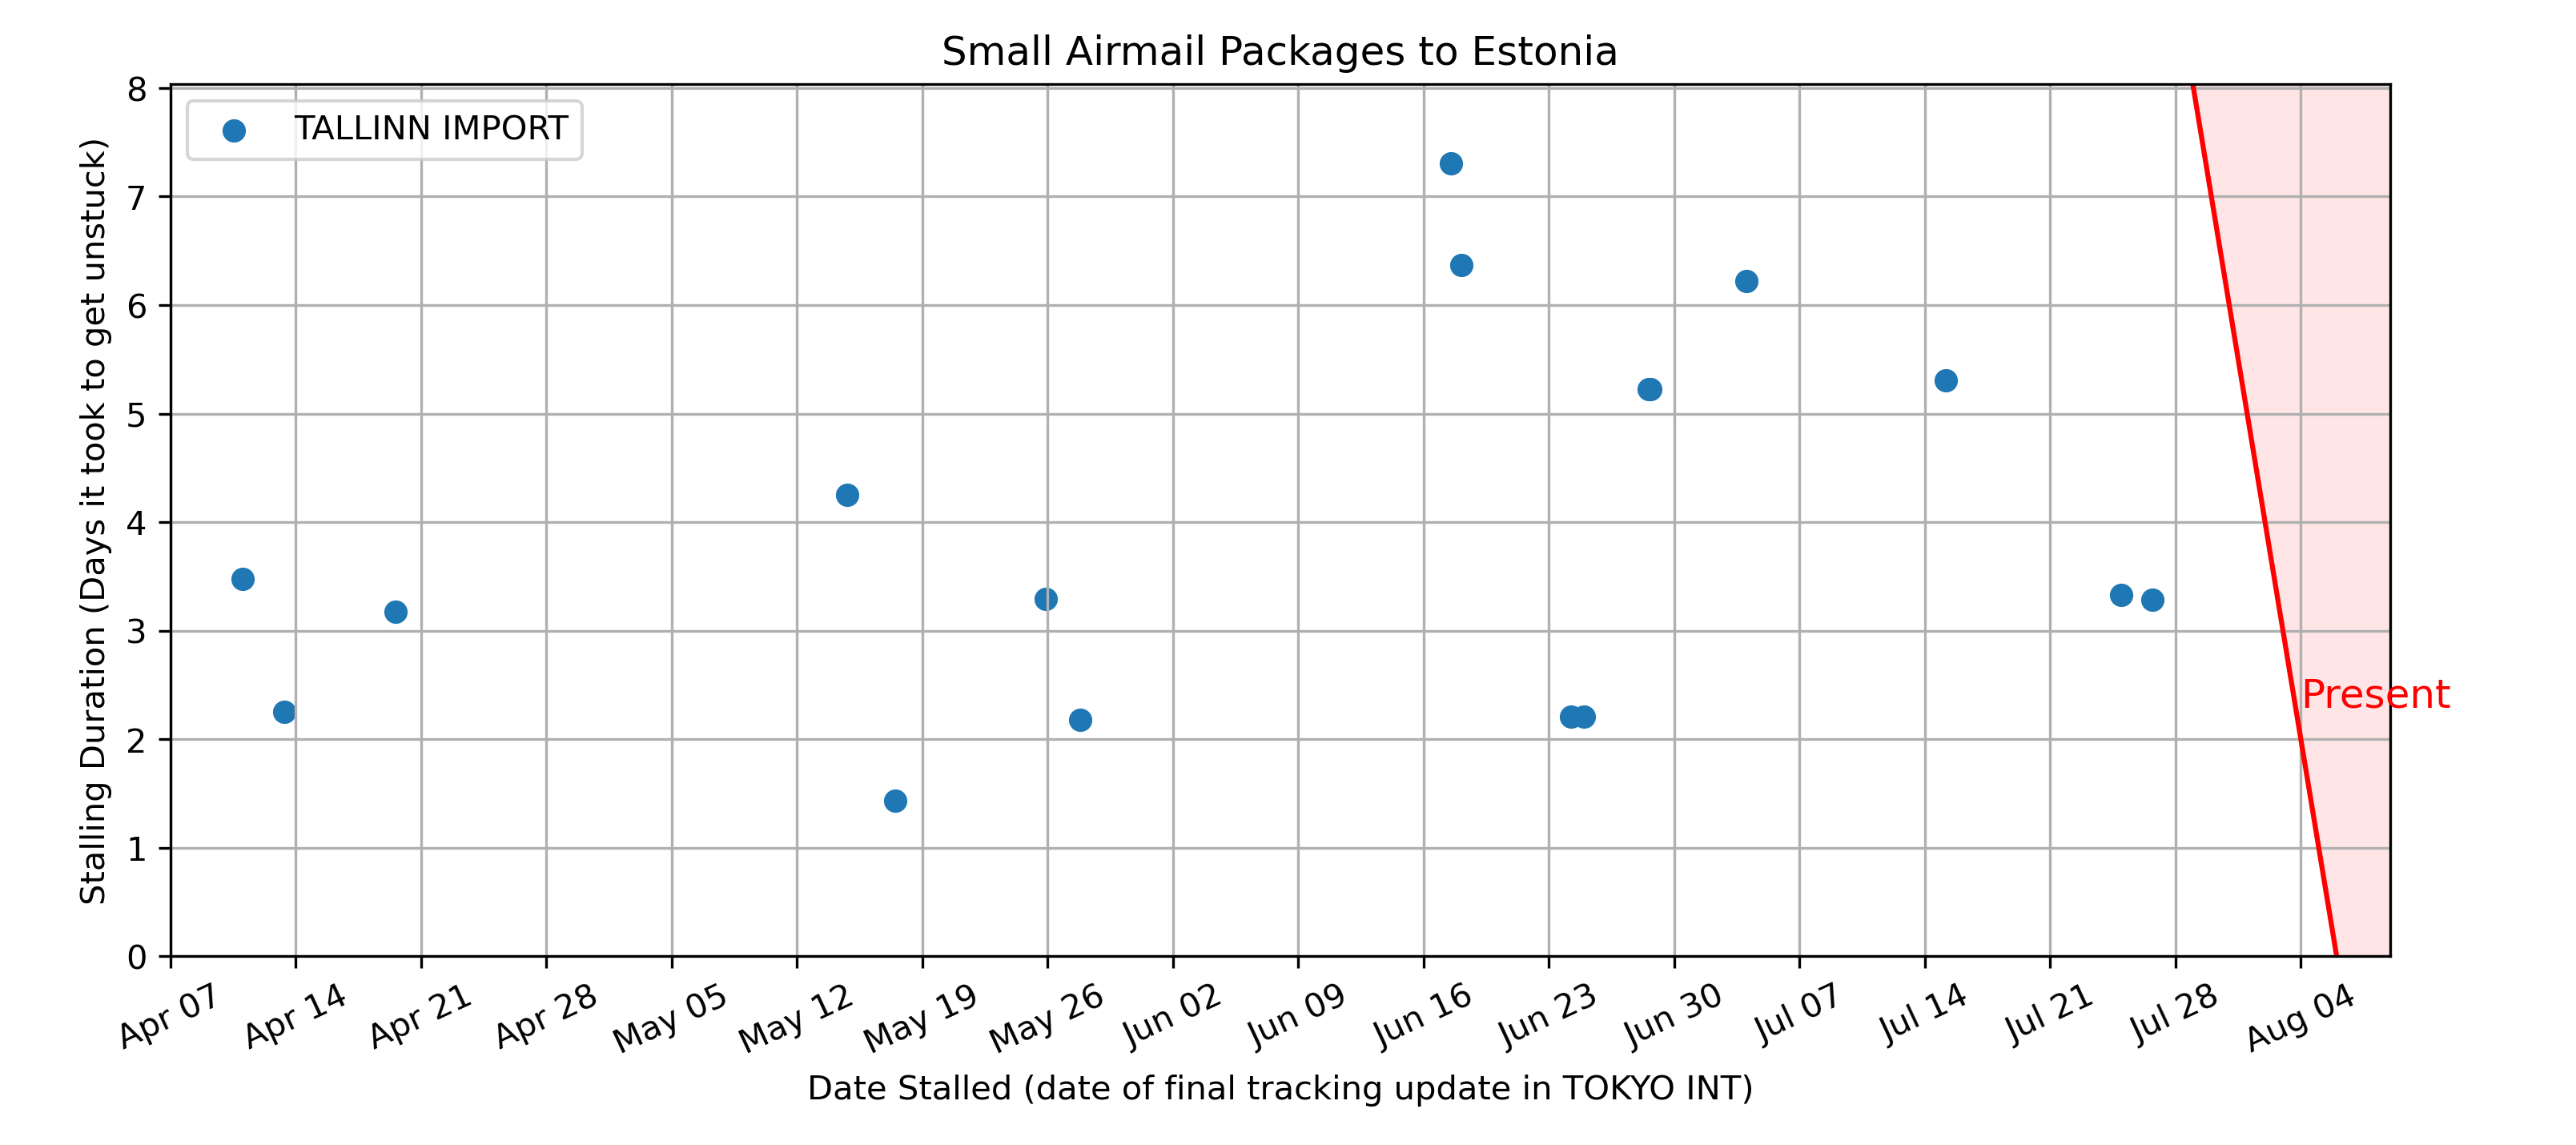 Small Airmail Packages to Estonia
TALLINN IMPORT
Stalling Duration (Days it took to get unstuck)
8
7
6
5
4
3
2
1
0
Present
Apr 07 Apr 14 Apr 21 Apr 28 May 05 May 12 May 19 May 26 Jun 02 Jun 09 Jun 16 Jun 23 Jun 30 Jul 07 Jul 14 Jul 21 Jul 28 Aug 04
Date Stalled (date of final tracking update in TOKYO INT)